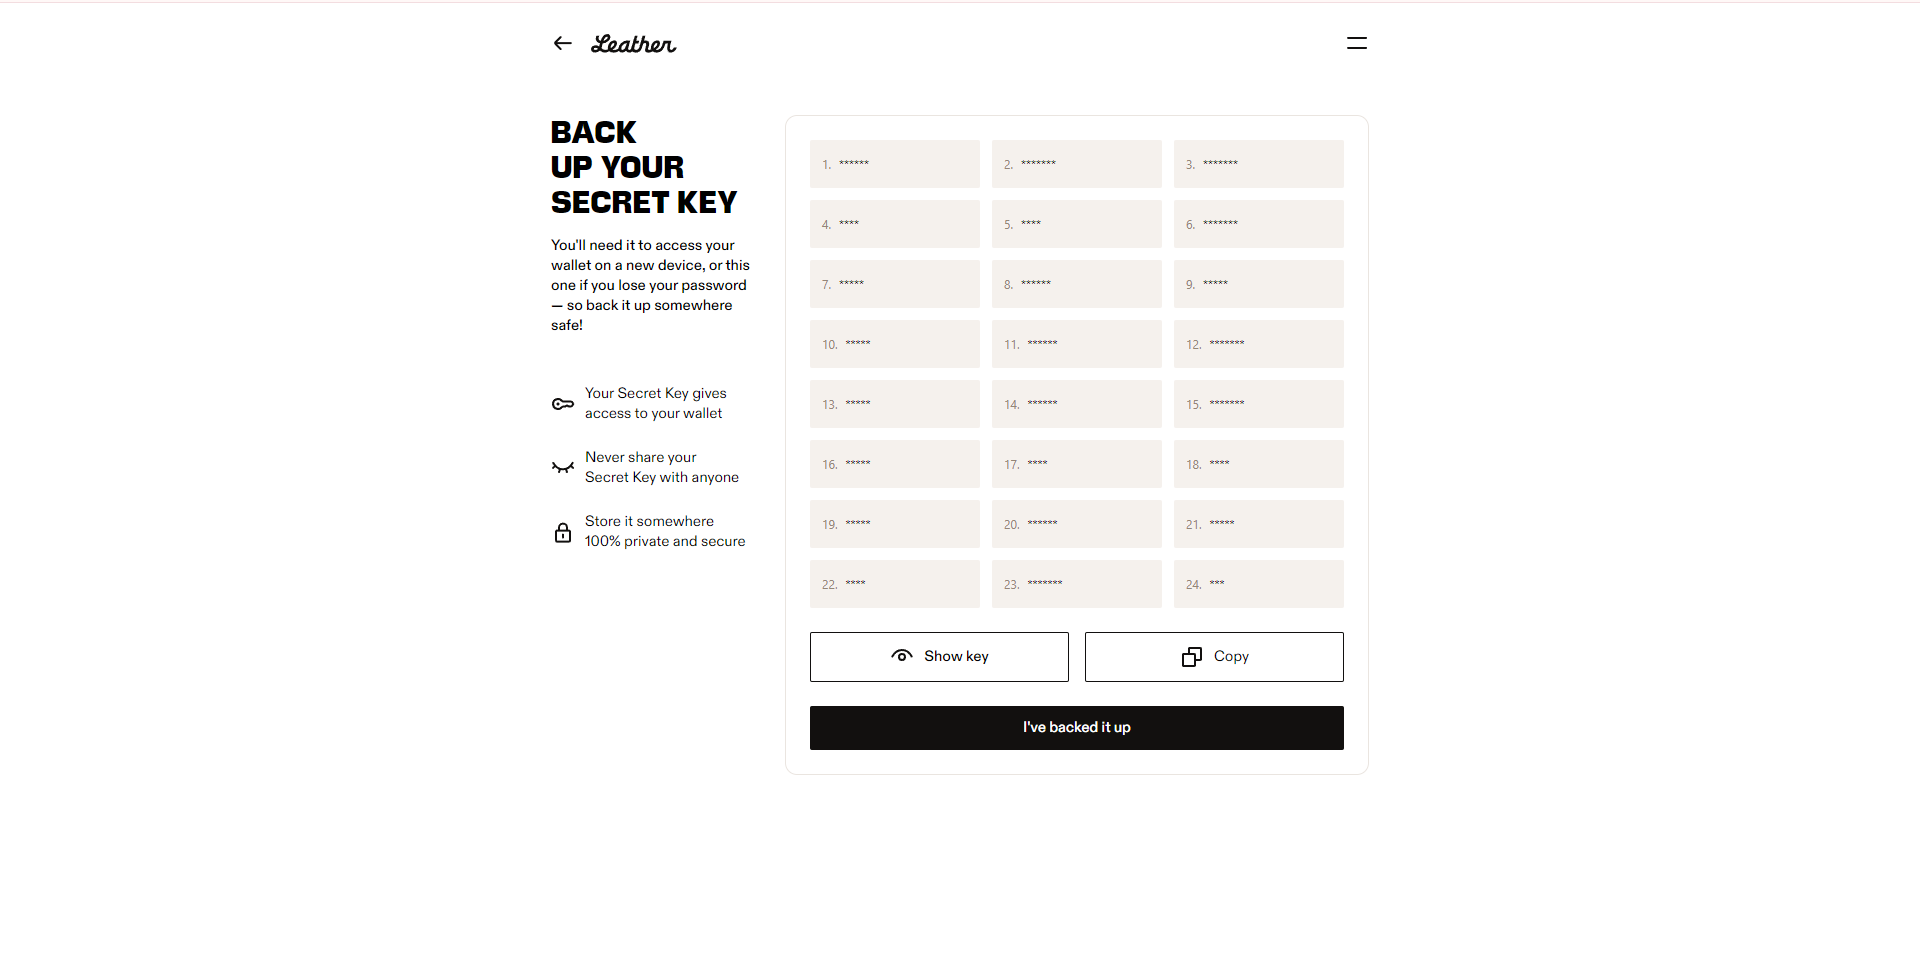 Leather
BACK
UP YOUR
SECRET KEY
You'll need it to access your
wallet on a new device, or this
one if you lose your password
— so back it up somewhere
safe!
Your Secret Key gives
access to your wallet
Never share your
Secret Key with anyone
Store it somewhere
100% private and secure
1. ****** 2. ******* 3. *******
4. **** 5. **** 6. *******
7. ***** 8. ****** 9. *****
10. ***** 11. ****** 12. *******
13. ***** 14. ****** 15. *******
16. ***** 17. **** 18. ****
19. ***** 20. ****** 21. *****
22. **** 23. ******* 24. ***
Show key Copy
I've backed it up